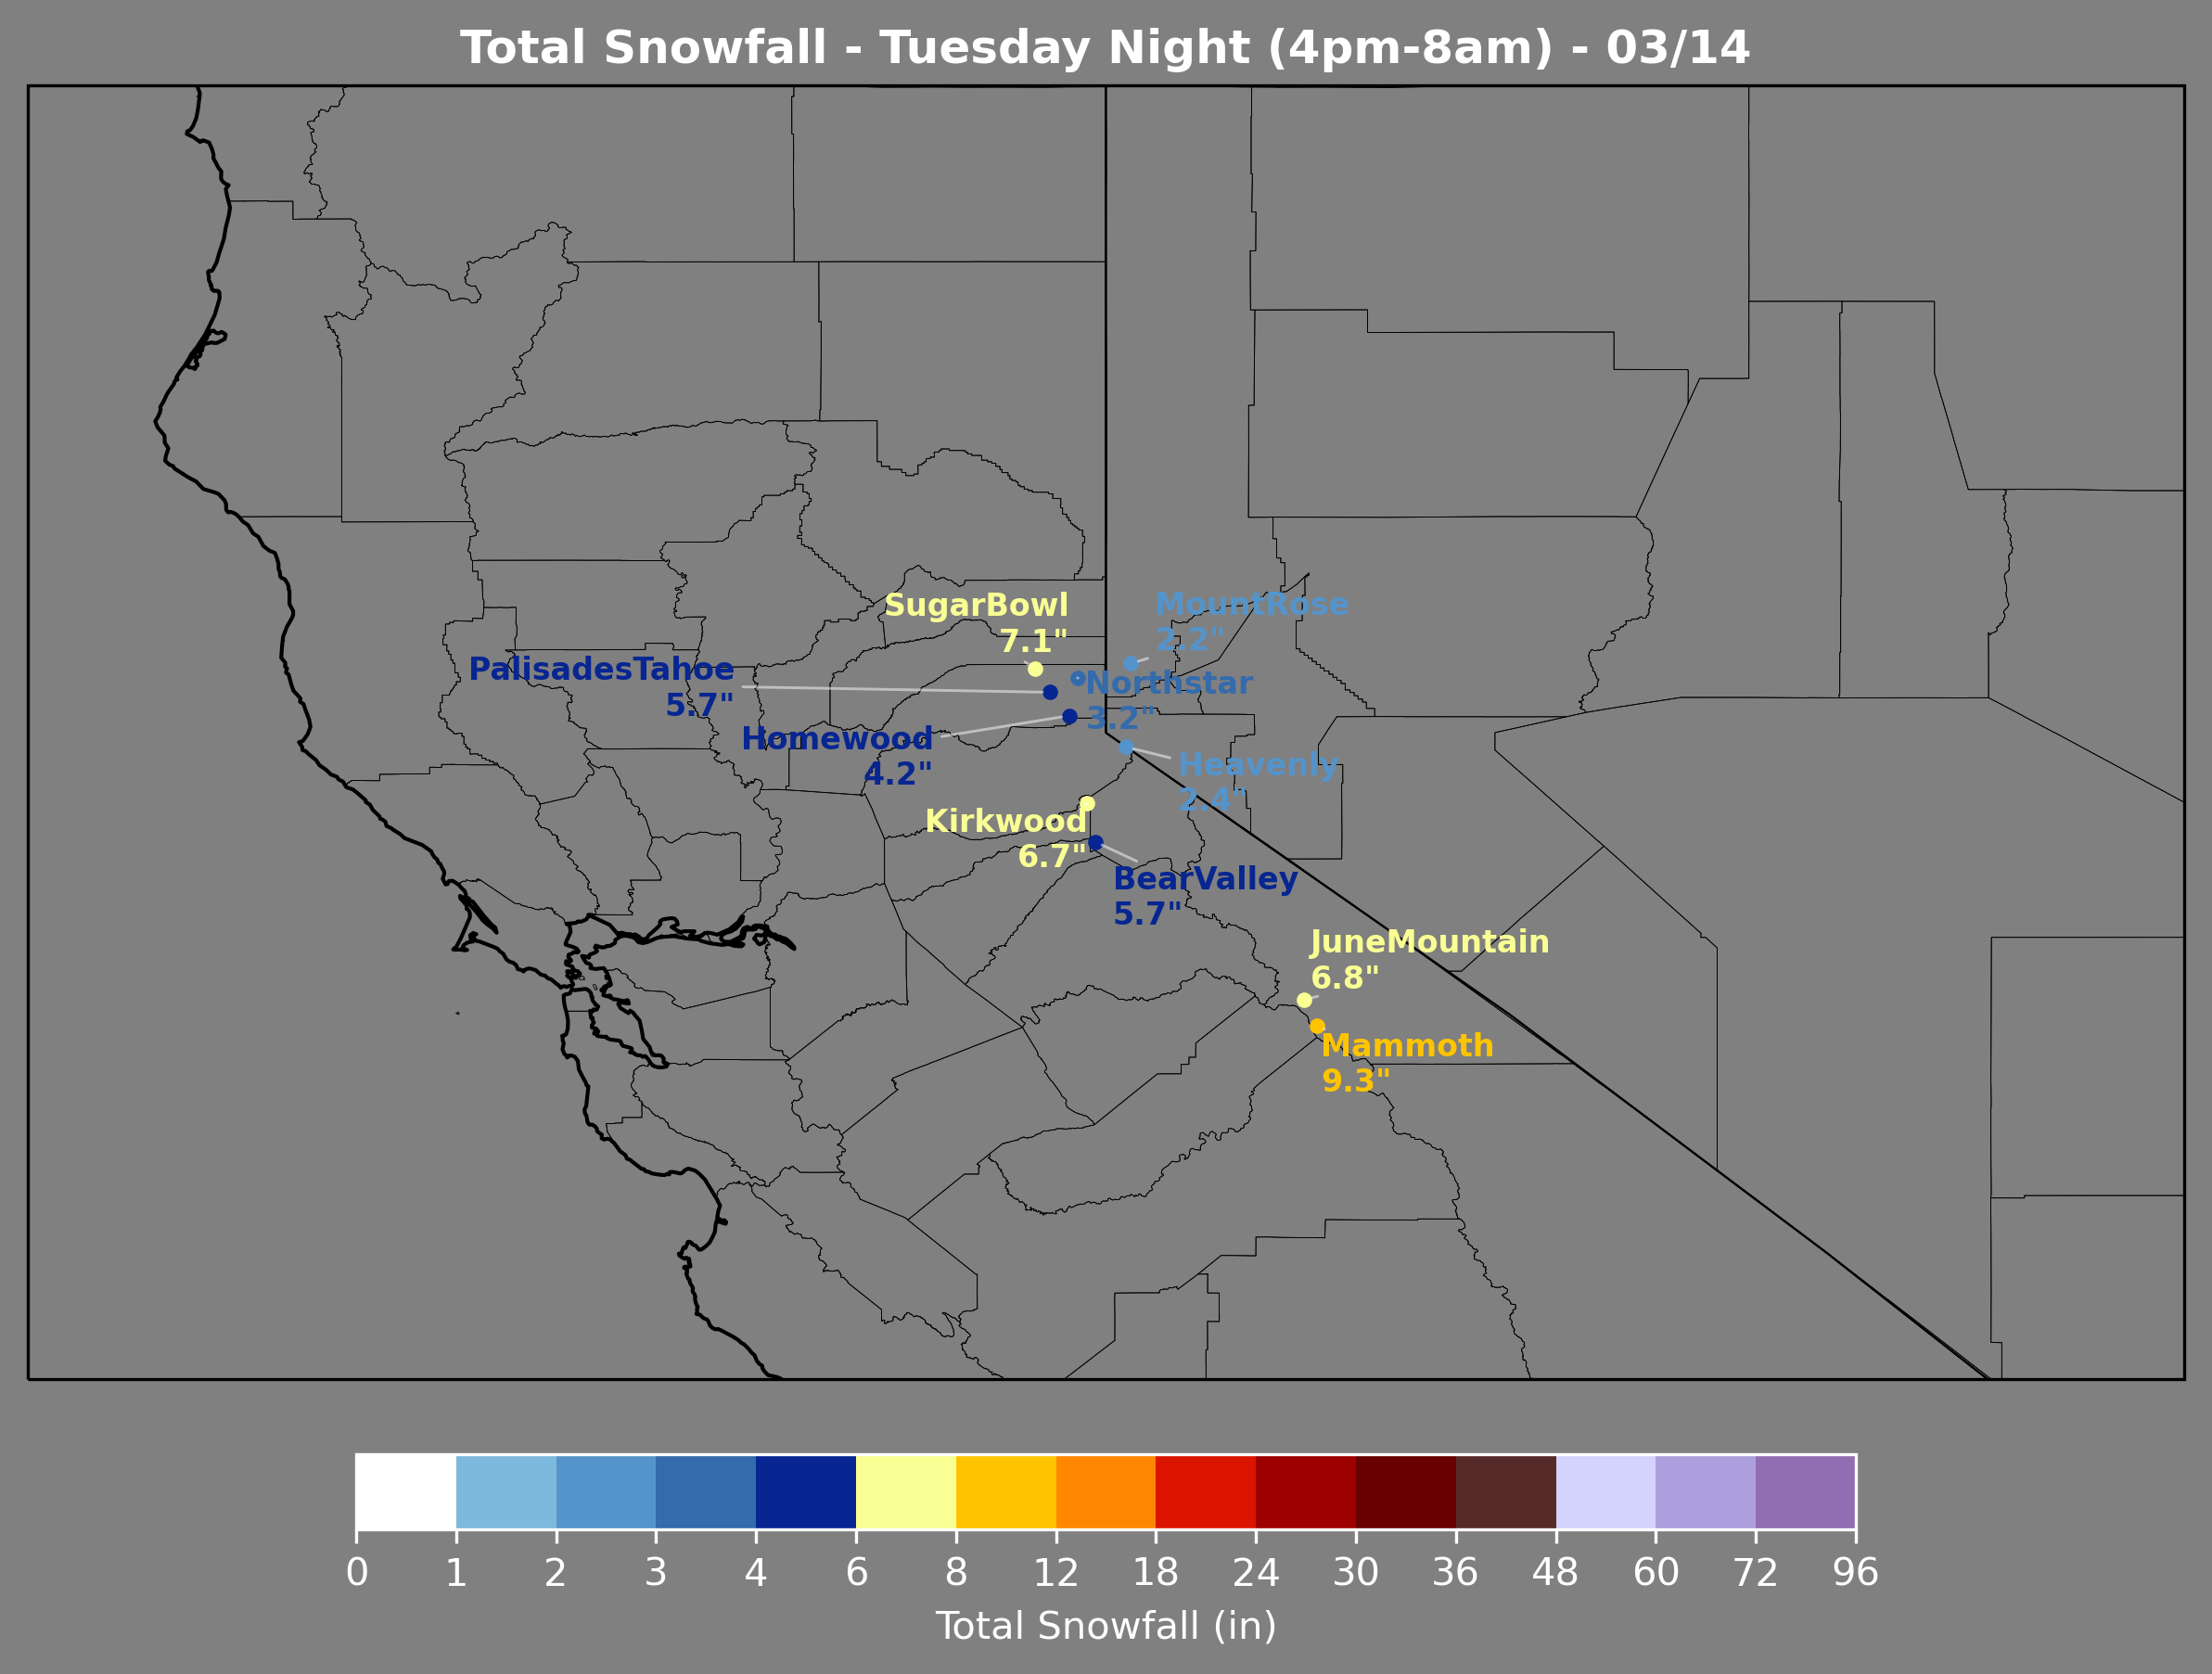 Total Snowfall - Tuesday Night (4pm-8am) - 03/14
SugarBowl
7.1"
MountRose
2.2"
PalisadesTahoe
5.7"
Northstar
3.2"
Homewood
4.2"
Heavenly
2.4"
Kirkwood
6.7"
BearValley
5.7"
JuneMountain
6.8"
Mammoth
9.3"
0 1 2 3 4 6 8 12 18 24 30 36 48 60 72 96
Total Snowfall (in)